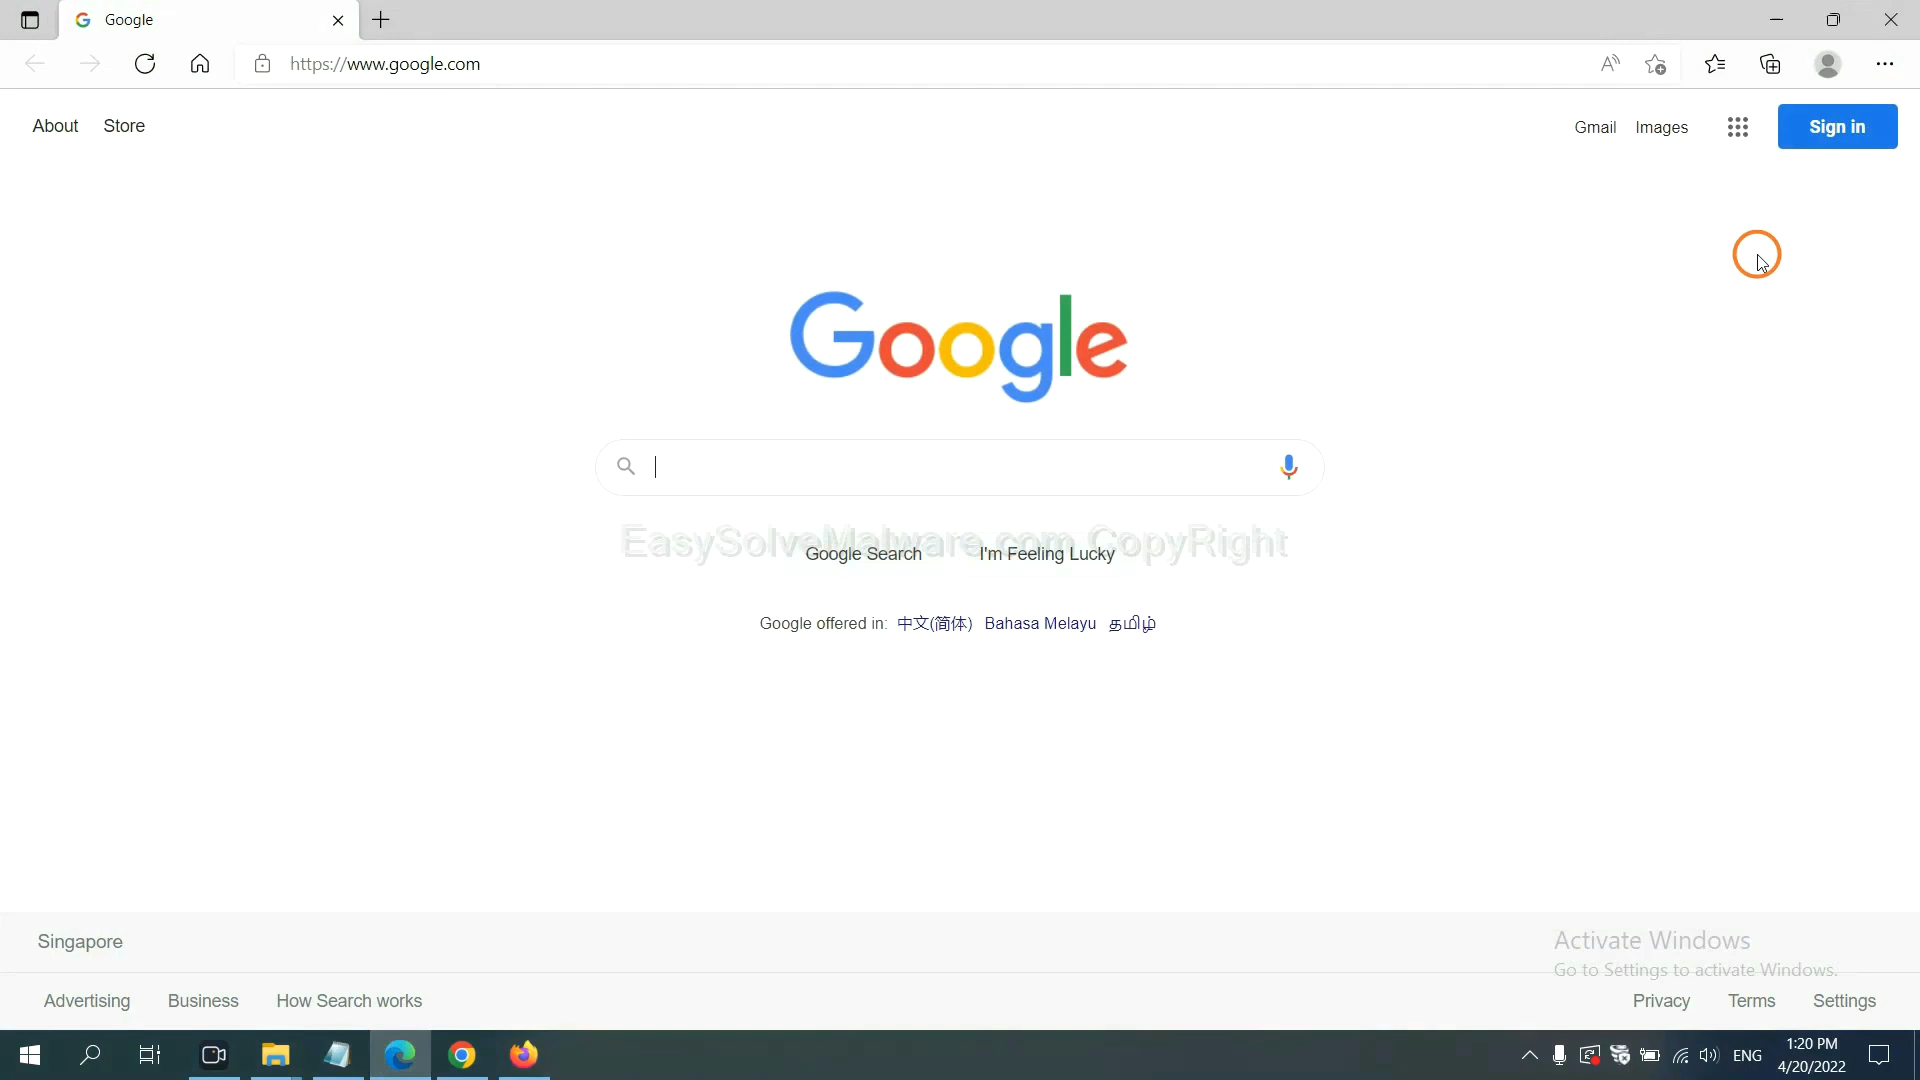 Google
https://www.google.com
About Store
Gmail Images Sign in
Google
EasySolveMalware.com CopyRight
Google Search I'm Feeling Lucky
Google offered in: 中文(简体) Bahasa Melayu தமிழ்
Singapore
Activate Windows
Go to Settings to activate Windows.
Advertising Business How Search works
Privacy Terms Settings
ENG
1:20 PM
4/20/2022